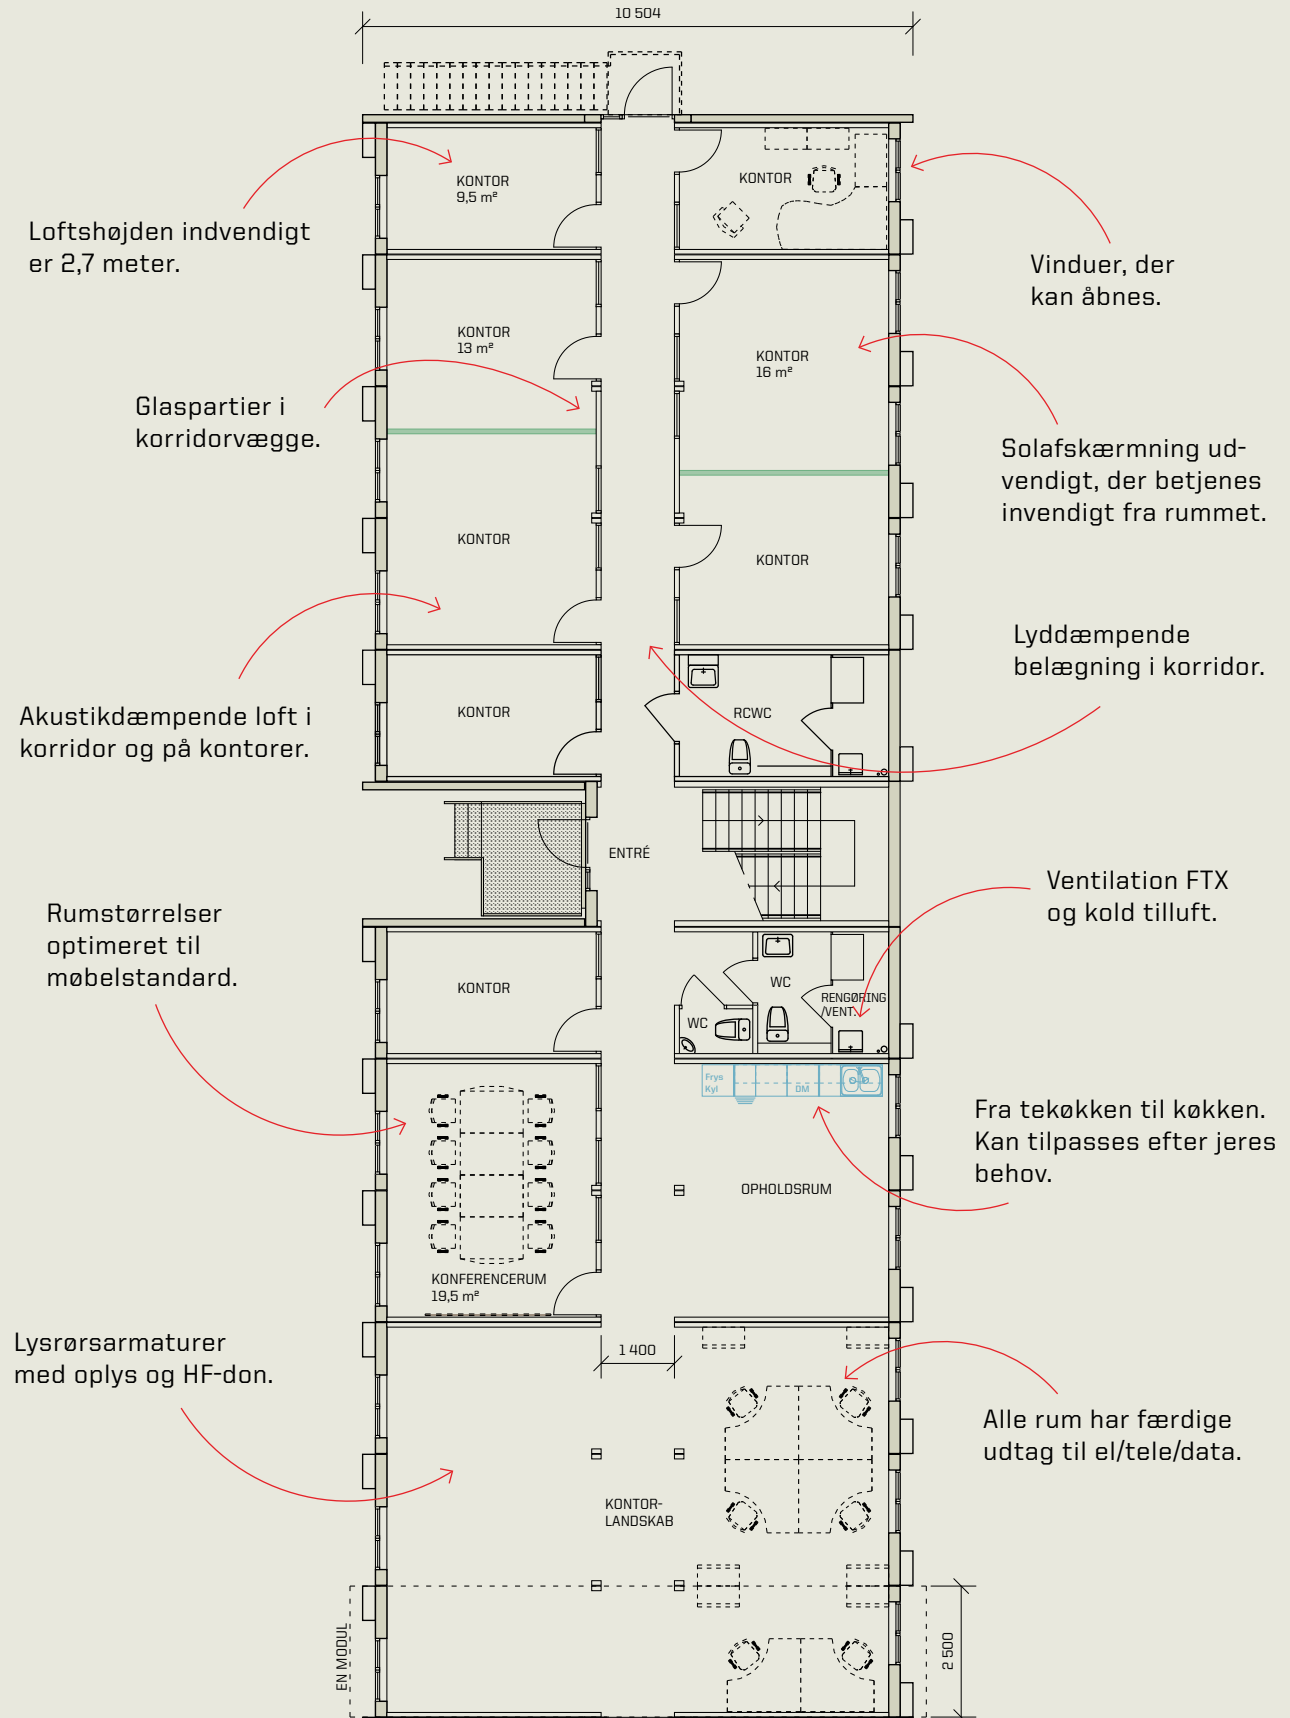 10 504
KONTOR
9,5 m²
KONTOR
Loftshøjden indvendigt
er 2,7 meter.
Vinduer, der
kan åbnes.
KONTOR
13 m²
KONTOR
16 m²
Glaspartier i
korridorvægge.
Solafskærmning ud-
vendigt, der betjenes
invendigt fra rummet.
KONTOR
KONTOR
Lyddæmpende
belægning i korridor.
Akustikdæmpende loft i
korridor og på kontorer.
KONTOR
RCWC
ENTRÉ
Ventilation FTX
og kold tilluft.
Rumstørrelser
optimeret til
møbelstandard.
KONTOR
WC
RENGØRING
/VENT.
WC
Frys
Kyl
DM
Fra tekøkken til køkken.
Kan tilpasses efter jeres
behov.
OPHOLDSRUM
KONFERENCERUM
19,5 m²
Lysrørsarmaturer
med oplys og HF-don.
1 400
Alle rum har færdige
udtag til el/tele/data.
KONTOR-
LANDSKAB
EN MODUL
2 500